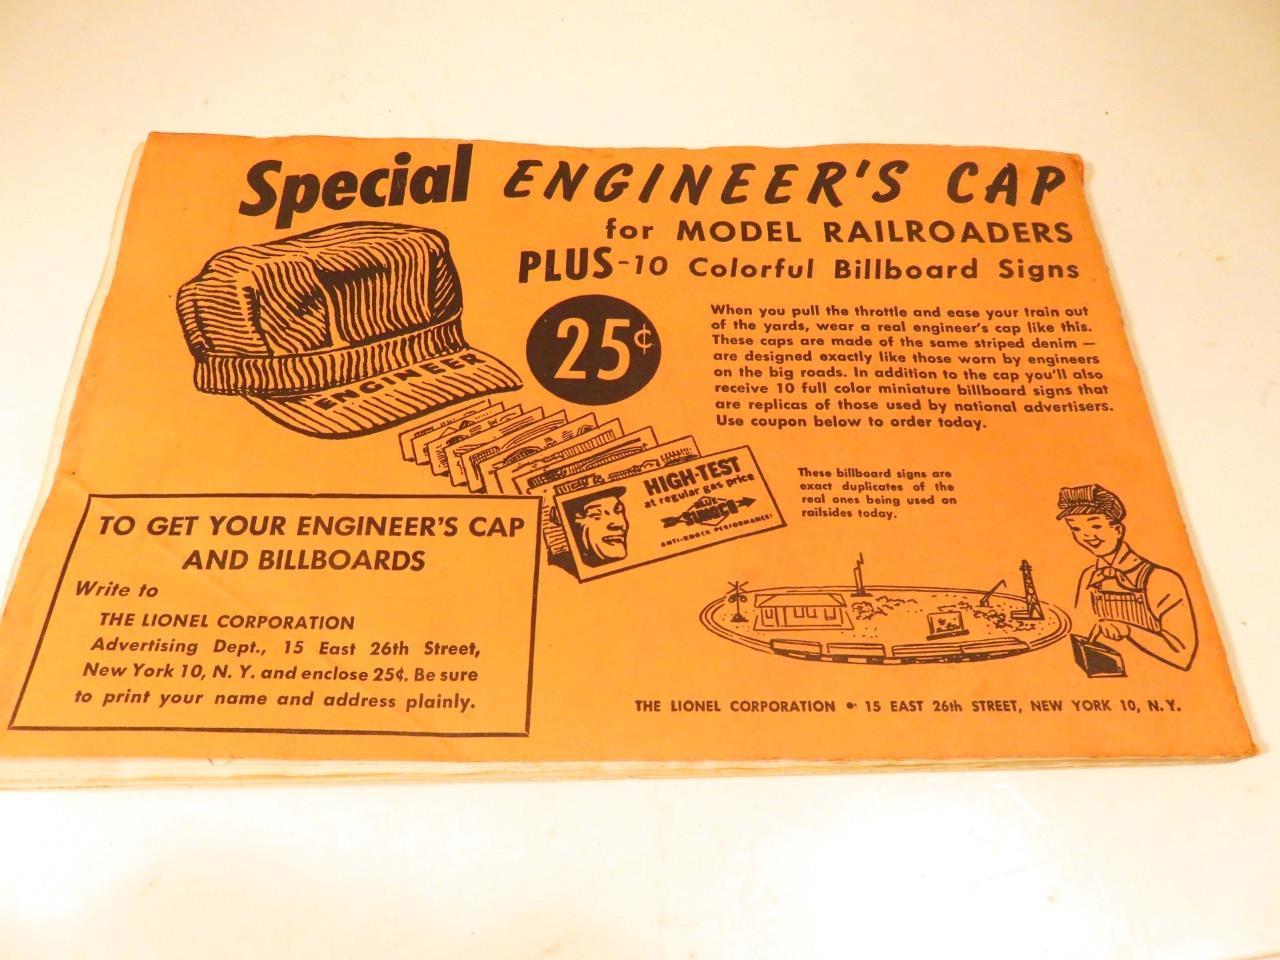 Special ENGINEER'S CAP
for MODEL RAILROADERS
PLUS-10 Colorful Billboard Signs
25¢
When you pull the throttle and ease your train out
of the yards, wear a real engineer's cap like this.
These caps are made of the same striped denim —
are designed exactly like those worn by engineers
on the big roads. In addition to the cap you'll also
receive 10 full color miniature billboard signs that
are replicas of those used by national advertisers.
Use coupon below to order today.
ENGINEER
HIGH-TEST
at regular gas price
BLUE
SUNOCO
ANTI-KNOCK PERFORMANCE!
These billboard signs are
exact duplicates of the
real ones being used on
railsides today.
TO GET YOUR ENGINEER'S CAP
AND BILLBOARDS
Write to
THE LIONEL CORPORATION
Advertising Dept., 15 East 26th Street,
New York 10, N. Y. and enclose 25¢. Be sure
to print your name and address plainly.
THE LIONEL CORPORATION • 15 EAST 26th STREET, NEW YORK 10, N. Y.